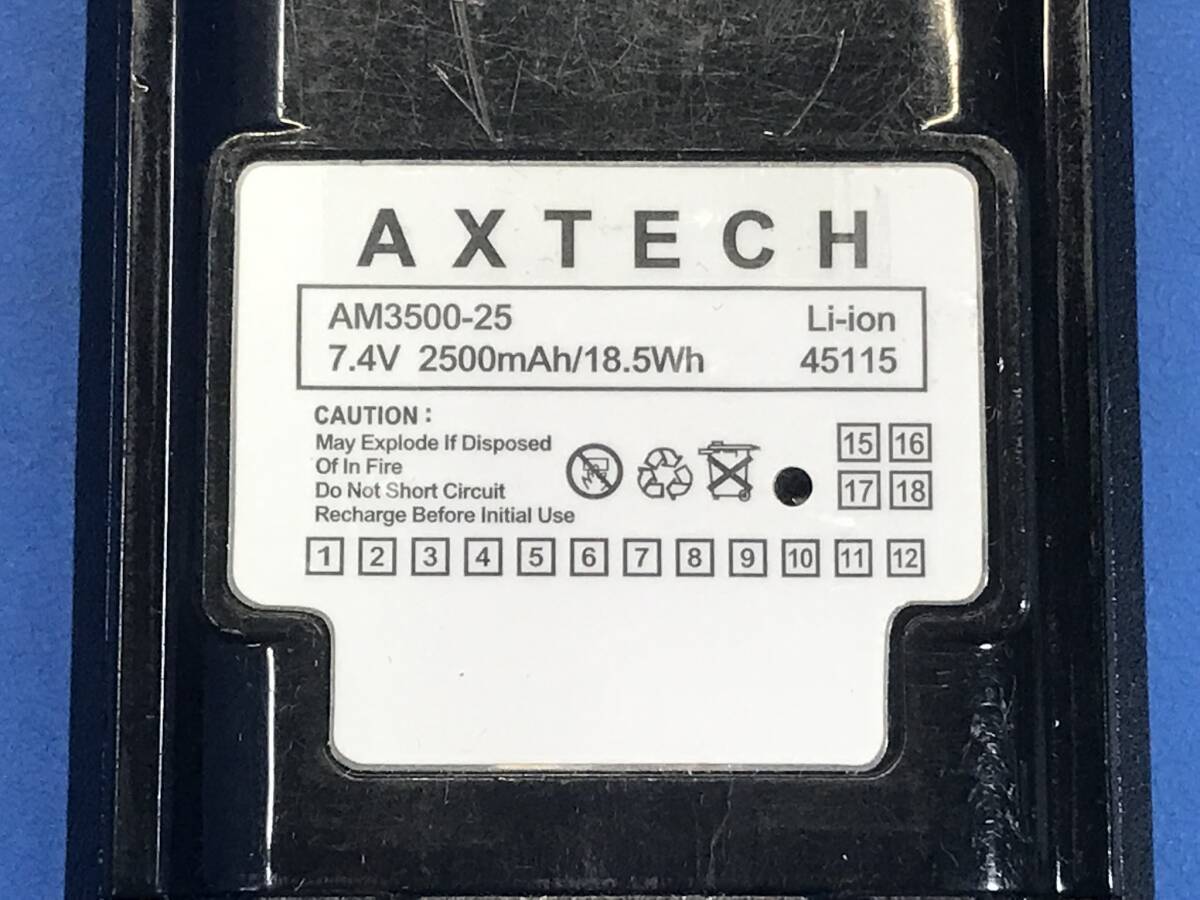 AXTECH
AM3500-25 Li-ion
7.4V 2500mAh/18.5Wh 45115
CAUTION :
May Explode If Disposed
Of In Fire
Do Not Short Circuit
Recharge Before Initial Use
15 16
17 18
1 2 3 4 5 6 7 8 9 10 11 12